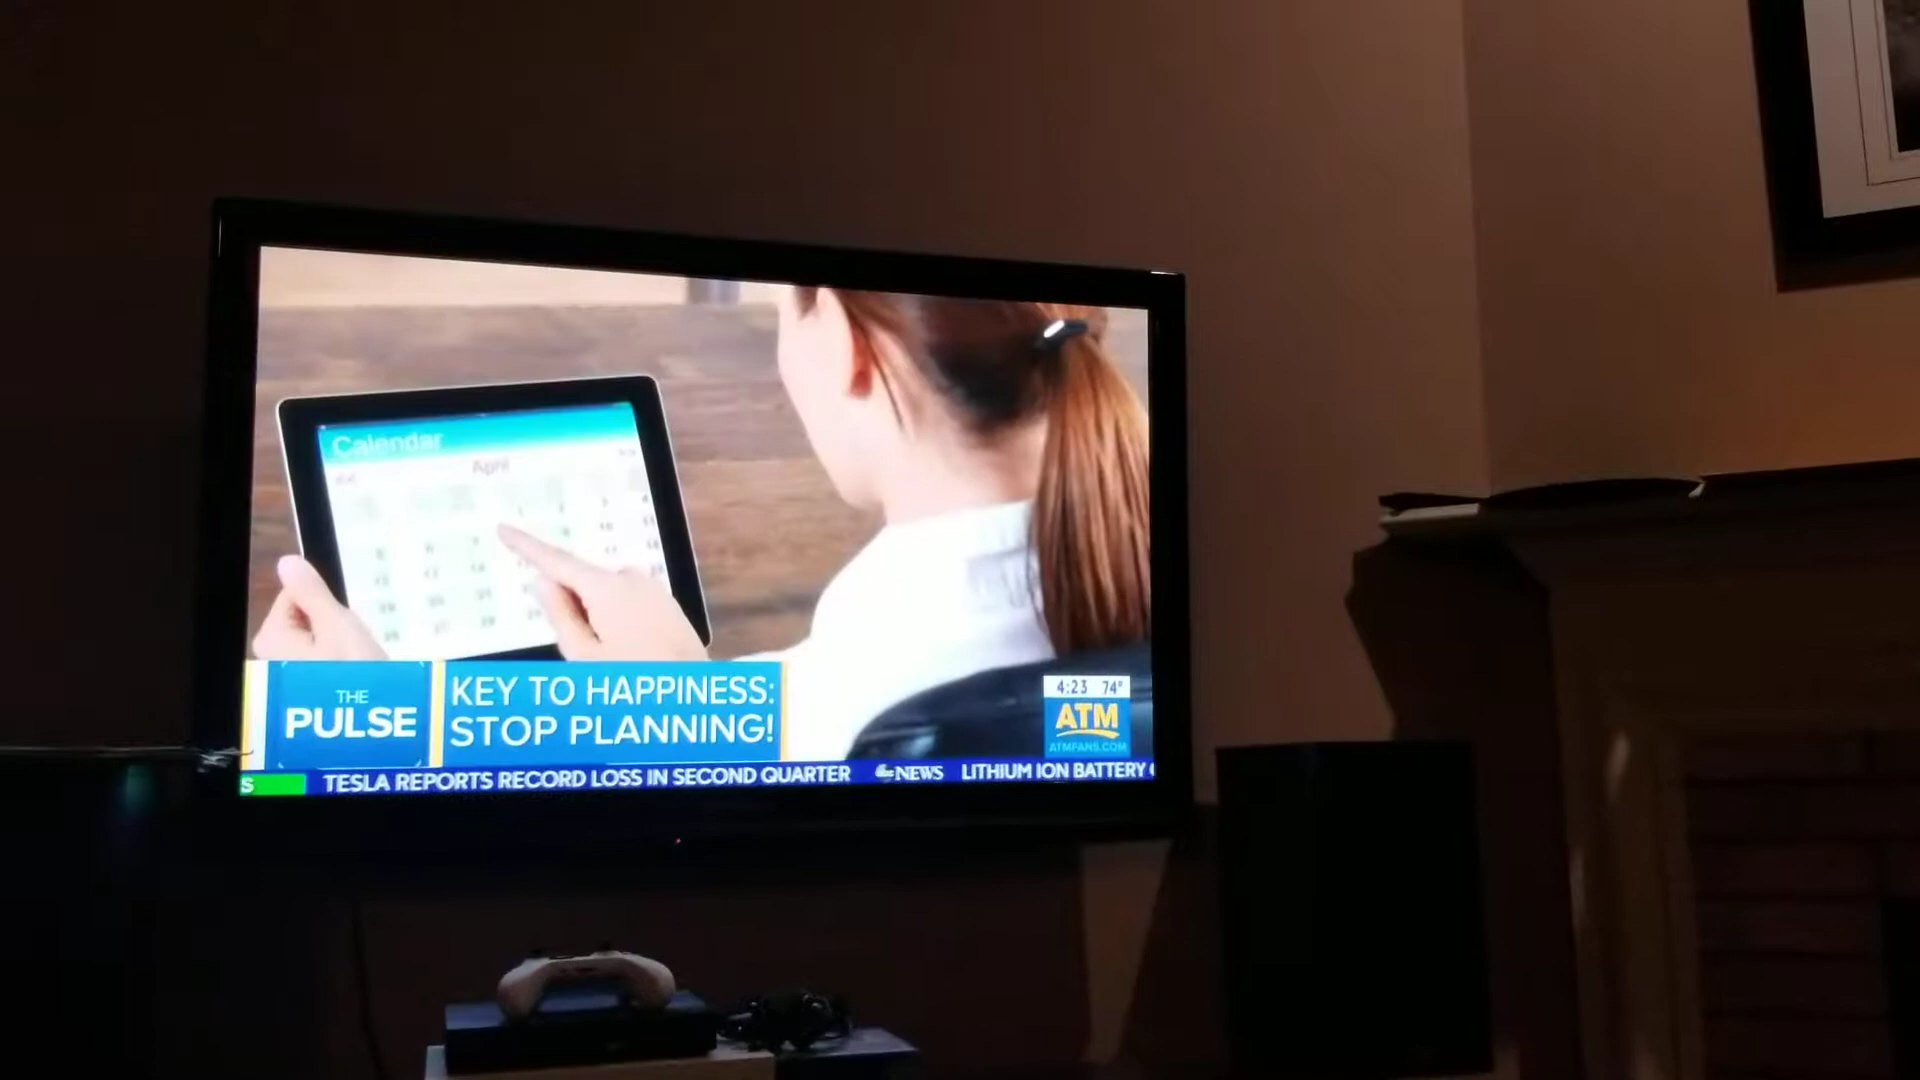 Calendar
April
THE
PULSE
KEY TO HAPPINESS:
STOP PLANNING!
4:23 74°
ATM
ATMFANS.COM
S TESLA REPORTS RECORD LOSS IN SECOND QUARTER abc NEWS LITHIUM ION BATTERY